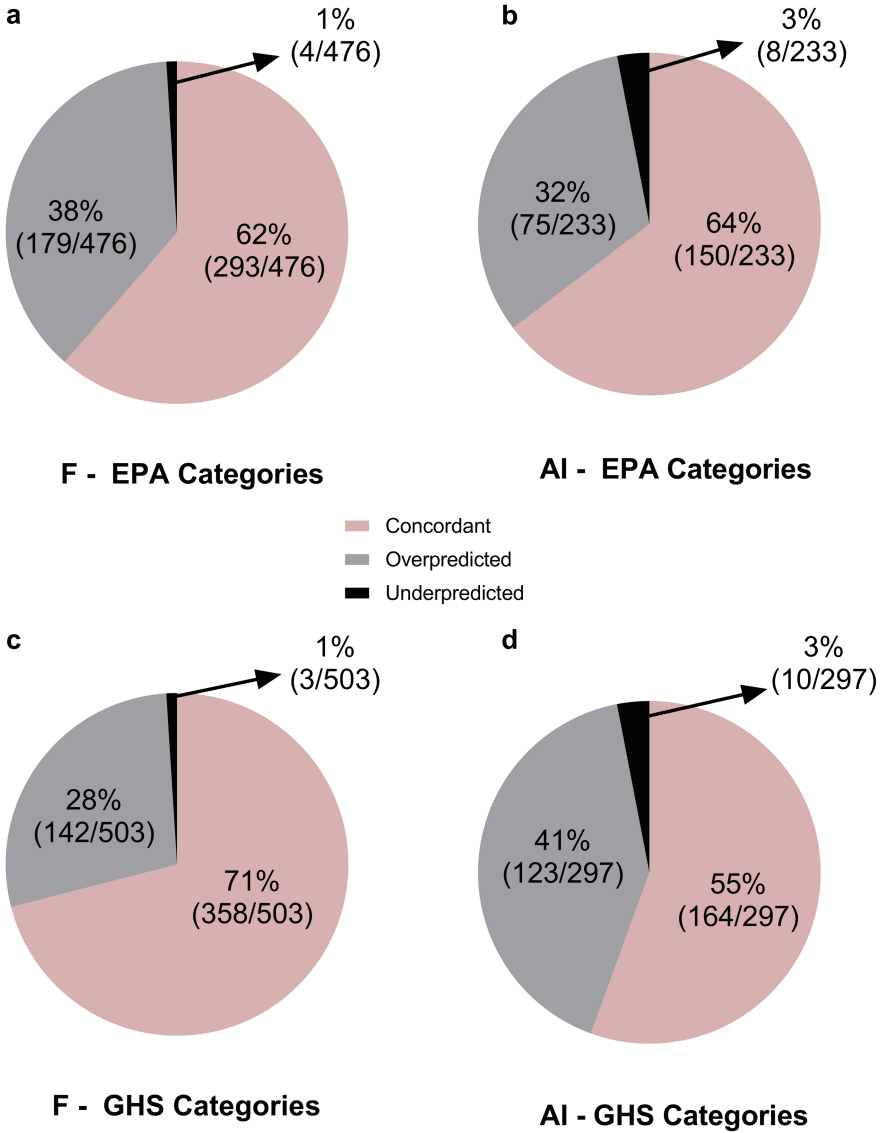 a
1%
(4/476)
38%
(179/476)
62%
(293/476)
F - EPA Categories
b
3%
(8/233)
32%
(75/233)
64%
(150/233)
AI - EPA Categories
Concordant
Overpredicted
Underpredicted
c
1%
(3/503)
28%
(142/503)
71%
(358/503)
F - GHS Categories
d
3%
(10/297)
41%
(123/297)
55%
(164/297)
AI - GHS Categories